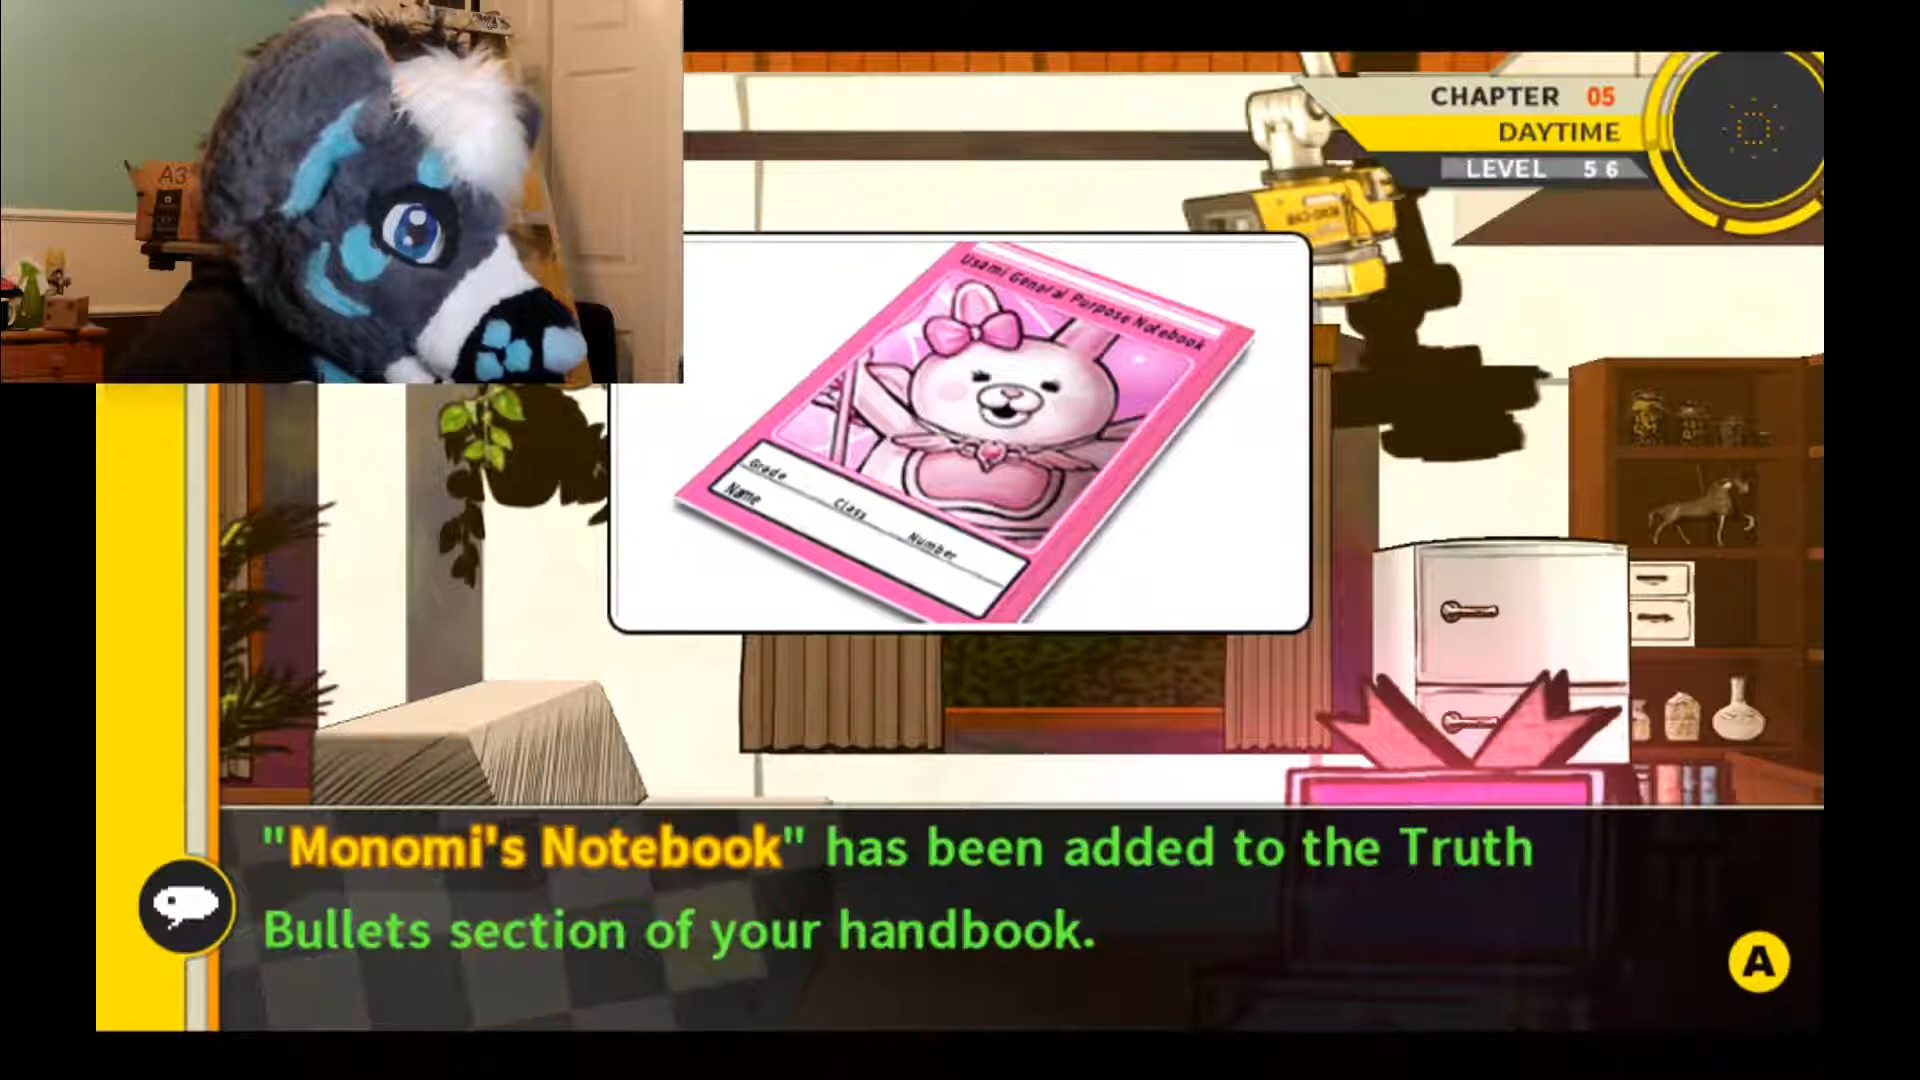 A3
CHAPTER 05
DAYTIME
LEVEL 56
Usami General Purpose Notebook
Grade Class Number
Name
"Monomi's Notebook" has been added to the Truth
Bullets section of your handbook.
A